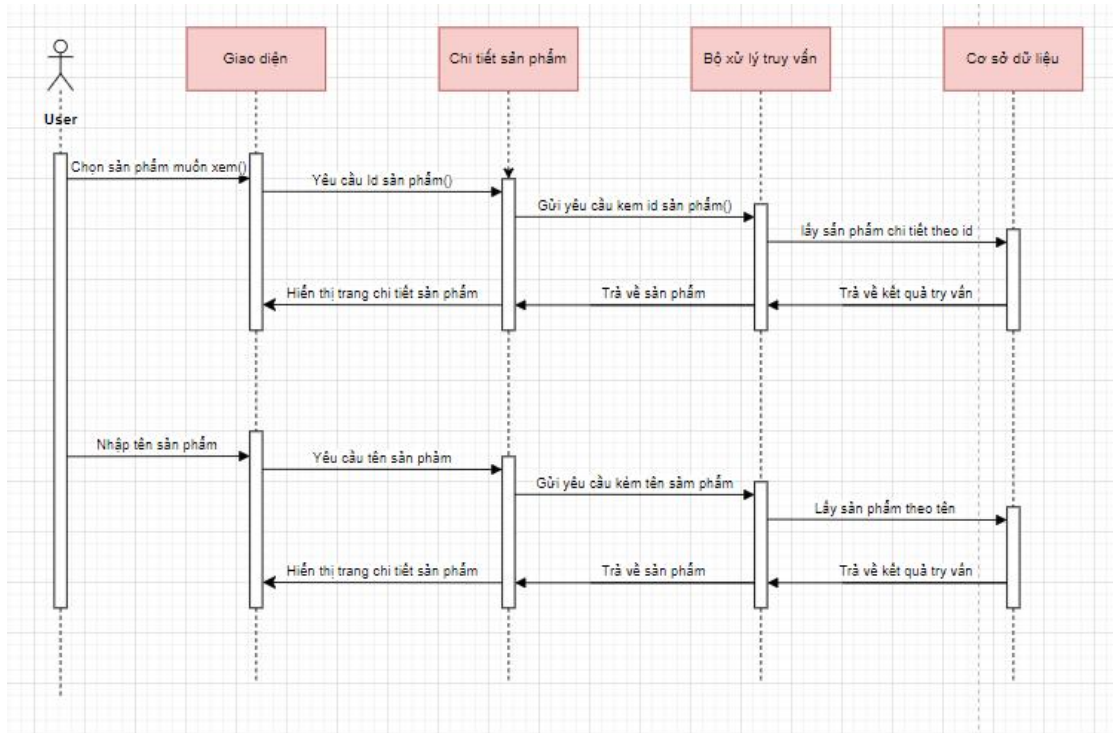 Giao diện
Chi tiết sản phẩm
Bộ xử lý truy vấn
Cơ sở dữ liệu
User
Chọn sản phẩm muốn xem()
Yêu cầu Id sản phẩm()
Gửi yêu cầu kem id sản phẩm()
lấy sẩn phẩm chi tiết theo id
Hiển thị trang chi tiết sản phẩm
Trả về sản phẩm
Trả về kết quả try vấn
Nhập tên sản phẩm
Yêu cầu tên sản phàm
Gửi yêu cầu kèm tên sàm phẩm
Lấy sản phẩm theo tên
Hiển thị trang chi tiết sản phẩm
Trả về sản phẩm
Trả về kết quả try vấn